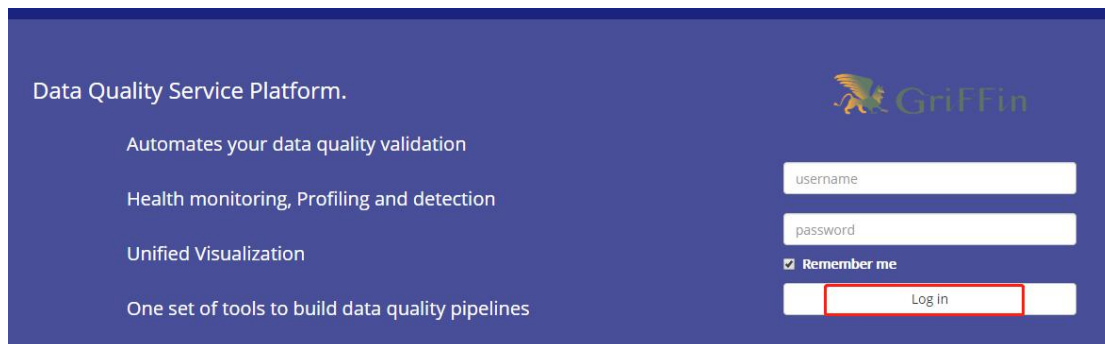 Data Quality Service Platform.
Automates your data quality validation
Health monitoring, Profiling and detection
Unified Visualization
One set of tools to build data quality pipelines
GriFFin
username
password
Remember me
Log in